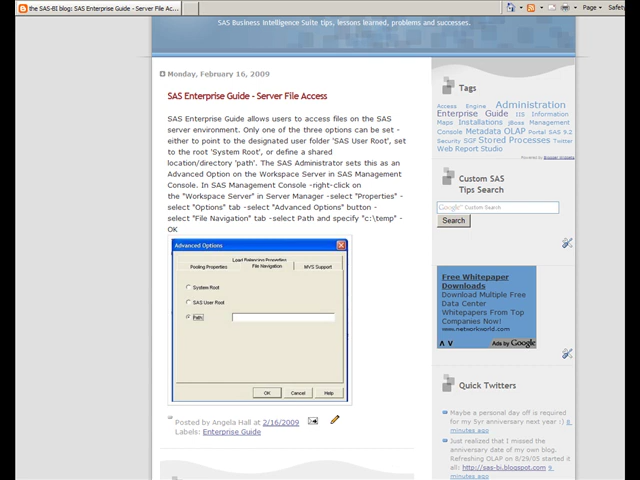 the SAS-BI blog: SAS Enterprise Guide - Server File Ac...
Page
Safety
SAS Business Intelligence Suite tips, lessons learned, problems and successes.
Monday, February 16, 2009
SAS Enterprise Guide - Server File Access
SAS Enterprise Guide allows users to access files on the SAS
server environment. Only one of the three options can be set -
either to point to the designated user folder 'SAS User Root', set
to the root 'System Root', or define a shared
location/directory 'path'. The SAS Administrator sets this as an
Advanced Option on the Workspace Server in SAS Management
Console. In SAS Management Console -right-click on
the "Workspace Server" in Server Manager -select "Properties" -
select "Options" tab -select "Advanced Options" button -
select "File Navigation" tab -select Path and specify "c:\temp" -
OK
Advanced Options
Load Balancing Properties
Pooling Properties File Navigation MVS Support
System Root
SAS User Root
Path
OK Cancel Help
Posted by Angela Hall at 2/16/2009
Labels: Enterprise Guide
Tags
Access Engine Administration
Enterprise Guide IIS Information
Maps Installations jBoss Management
Console Metadata OLAP Portal SAS 9.2
Security SGF Stored Processes Twitter
Web Report Studio
Powered by Blogger Widgets
Custom SAS
Tips Search
Google Custom Search
Search
Free Whitepaper
Downloads
Download Multiple Free
Data Center
Whitepapers From Top
Companies Now!
www.networkworld.com
Ads by Google
Quick Twitters
Maybe a personal day off is required
for my 5yr anniversary next year :) 8
minutes ago
Just realized that I missed the
anniversary date of my own blog.
Refreshing OLAP on 8/29/05 started it
all: http://sas-bi.blogspot.com 9
minutes ago